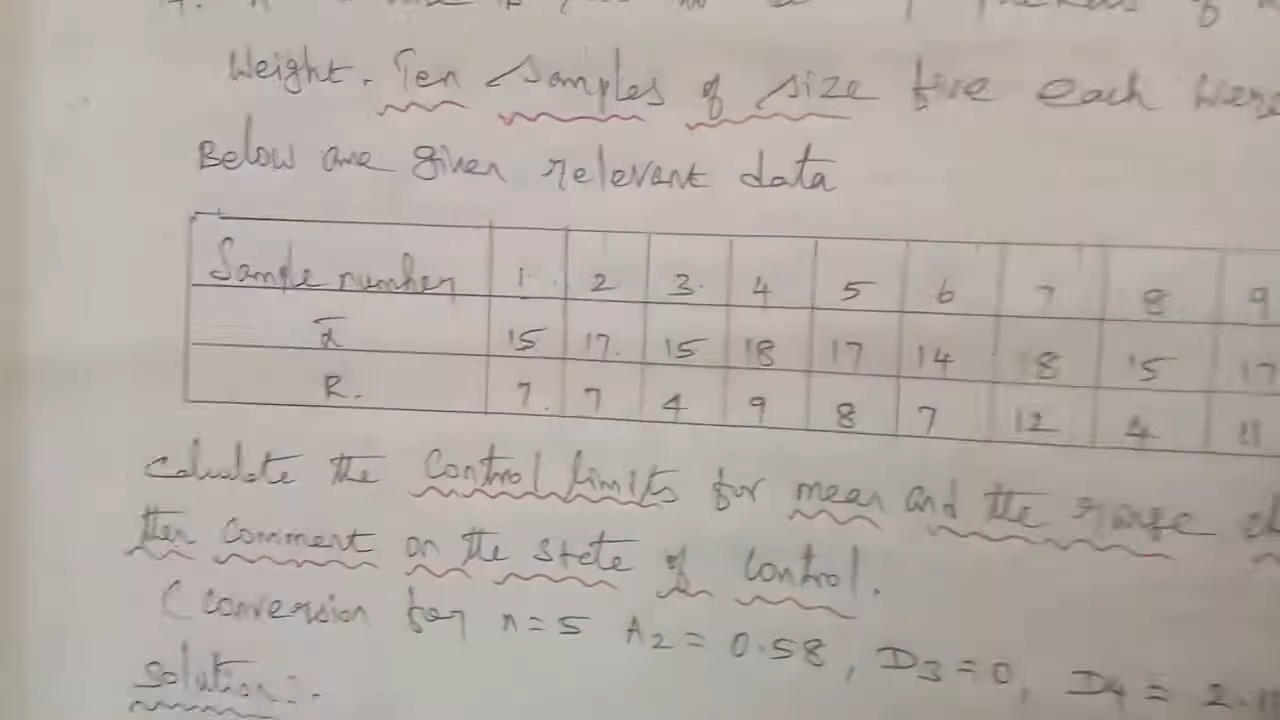 Weight. Ten samples of size five each were
Below are given relevant data
Sample number 1. 2 3. 4 5 6 7 8 9
x̄ 15 17. 15 18 17 14 18 15 17
R. 7. 7 4 9 8 7 12 4 11
Calculate the control limits for mean and the range
then comment on the state of control.
(Conversion for n=5 A2 = 0.58, D3=0, D4 = 2.11
solution:-